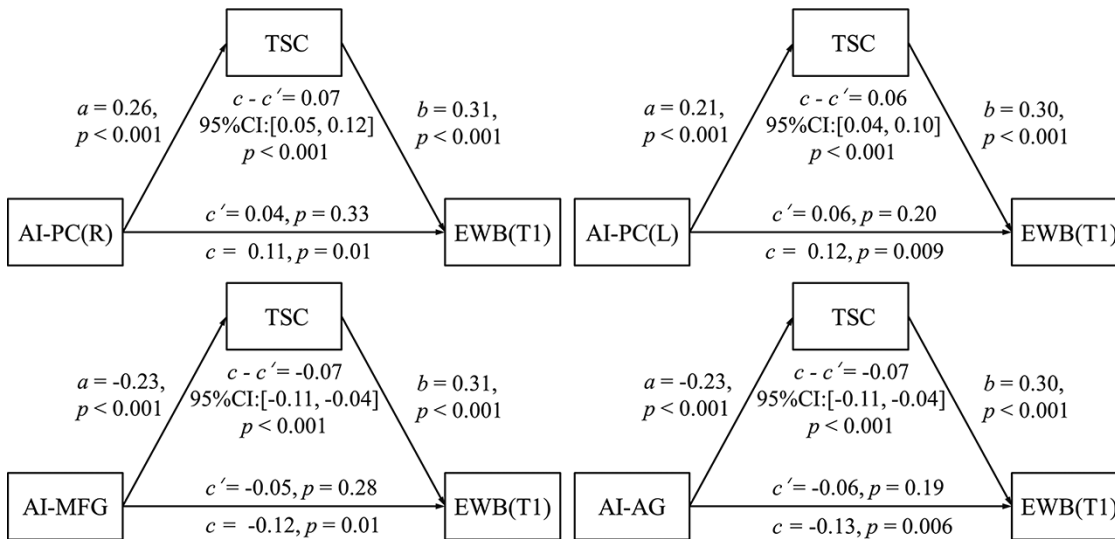 TSC
a = 0.26,
p < 0.001
c - c′= 0.07
95%CI:[0.05, 0.12]
p < 0.001
b = 0.31,
p < 0.001
AI-PC(R)
c′= 0.04, p = 0.33
c = 0.11, p = 0.01
EWB(T1)
TSC
a = 0.21,
p < 0.001
c - c′= 0.06
95%CI:[0.04, 0.10]
p < 0.001
b = 0.30,
p < 0.001
AI-PC(L)
c′= 0.06, p = 0.20
c = 0.12, p = 0.009
EWB(T1)
TSC
a = -0.23,
p < 0.001
c - c′= -0.07
95%CI:[-0.11, -0.04]
p < 0.001
b = 0.31,
p < 0.001
AI-MFG
c′= -0.05, p = 0.28
c = -0.12, p = 0.01
EWB(T1)
TSC
a = -0.23,
p < 0.001
c - c′= -0.07
95%CI:[-0.11, -0.04]
p < 0.001
b = 0.30,
p < 0.001
AI-AG
c′= -0.06, p = 0.19
c = -0.13, p = 0.006
EWB(T1)